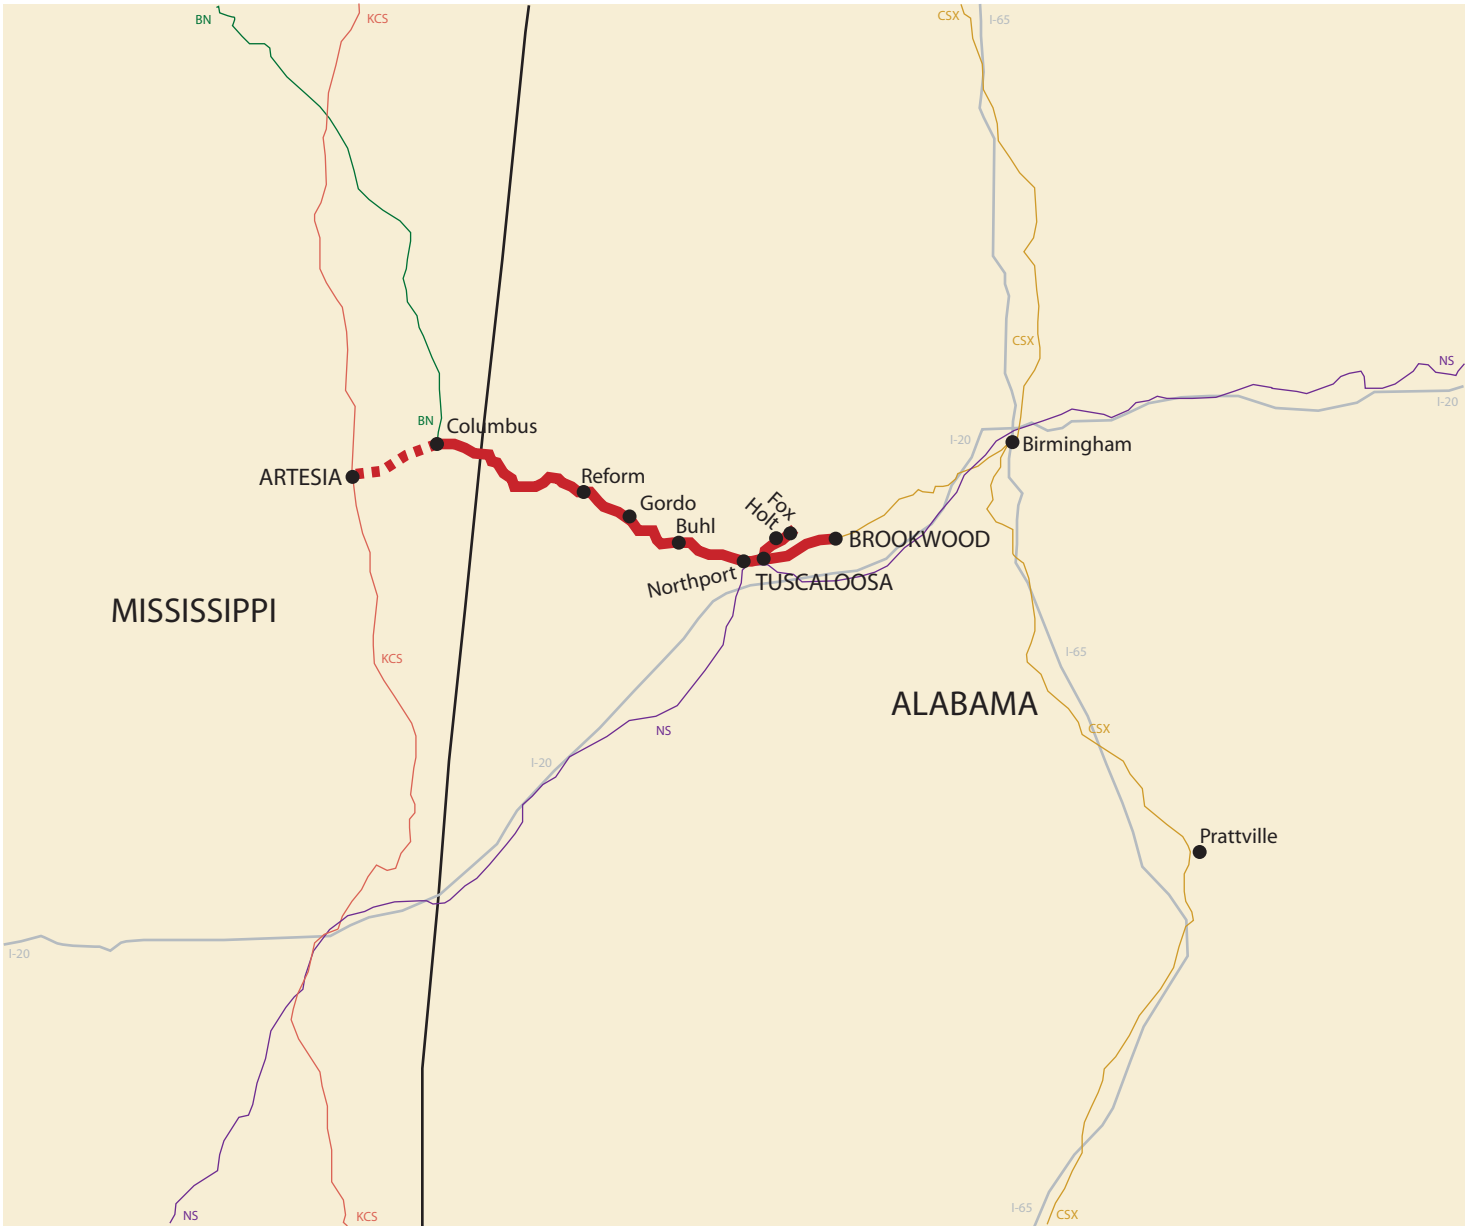 BN
KCS
CSX
I-65
CSX
NS
I-20
BN
Columbus
I-20
Birmingham
ARTESIA
Reform
Gordo
Buhl
Fox
Holt
BROOKWOOD
Northport
TUSCALOOSA
MISSISSIPPI
KCS
I-65
ALABAMA
NS
CSX
I-20
Prattville
I-20
NS
KCS
I-65
CSX